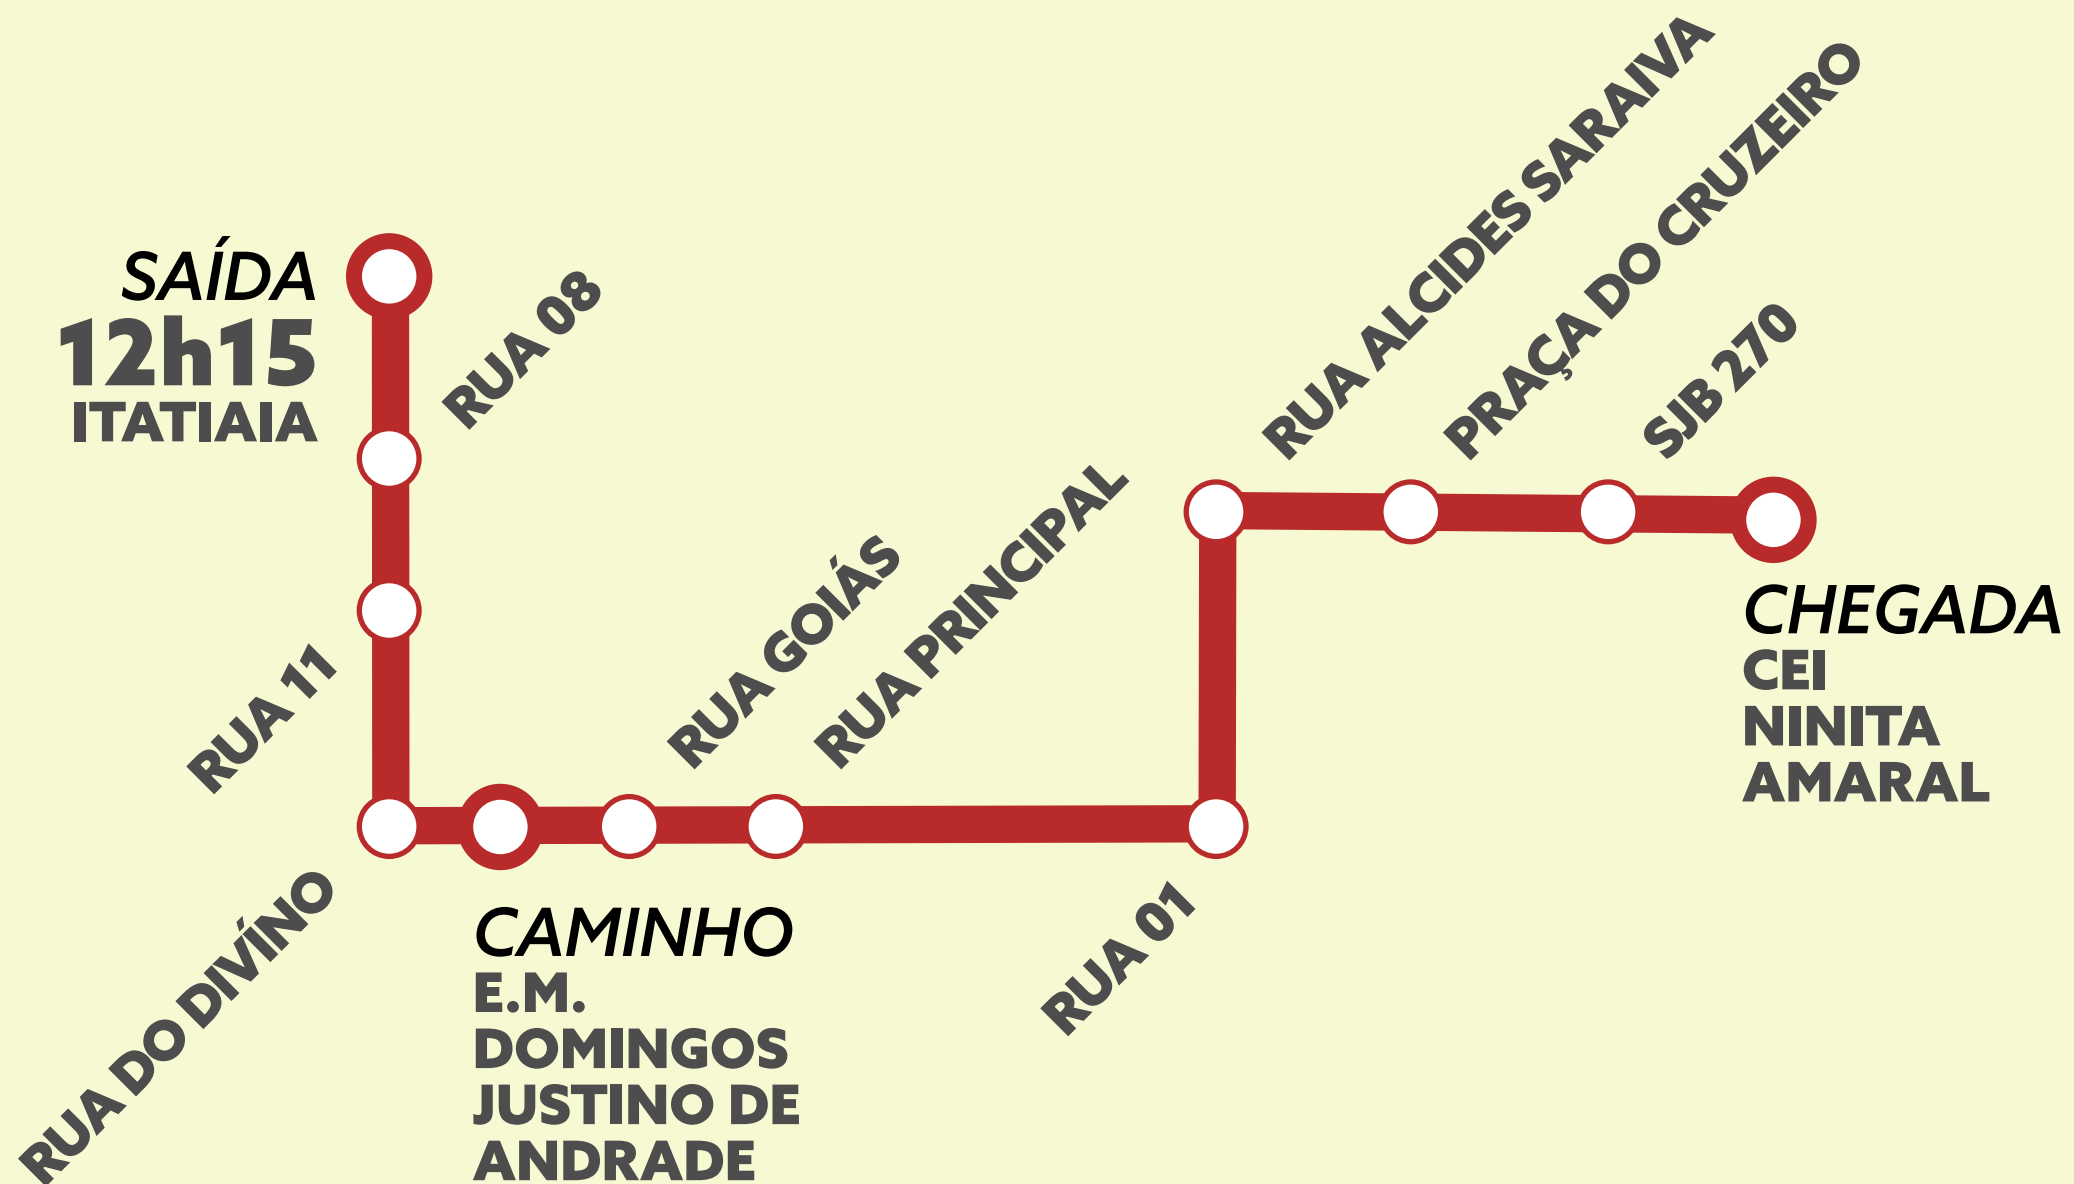 SAÍDA
12h15
ITATIAIA
RUA 08
RUA 11
RUA DO DIVÍNO
CAMINHO
E.M.
DOMINGOS
JUSTINO DE
ANDRADE
RUA GOIÁS
RUA PRINCIPAL
RUA 01
RUA ALCIDES SARAIVA
PRAÇA DO CRUZEIRO
SJB 270
CHEGADA
CEI
NINITA
AMARAL